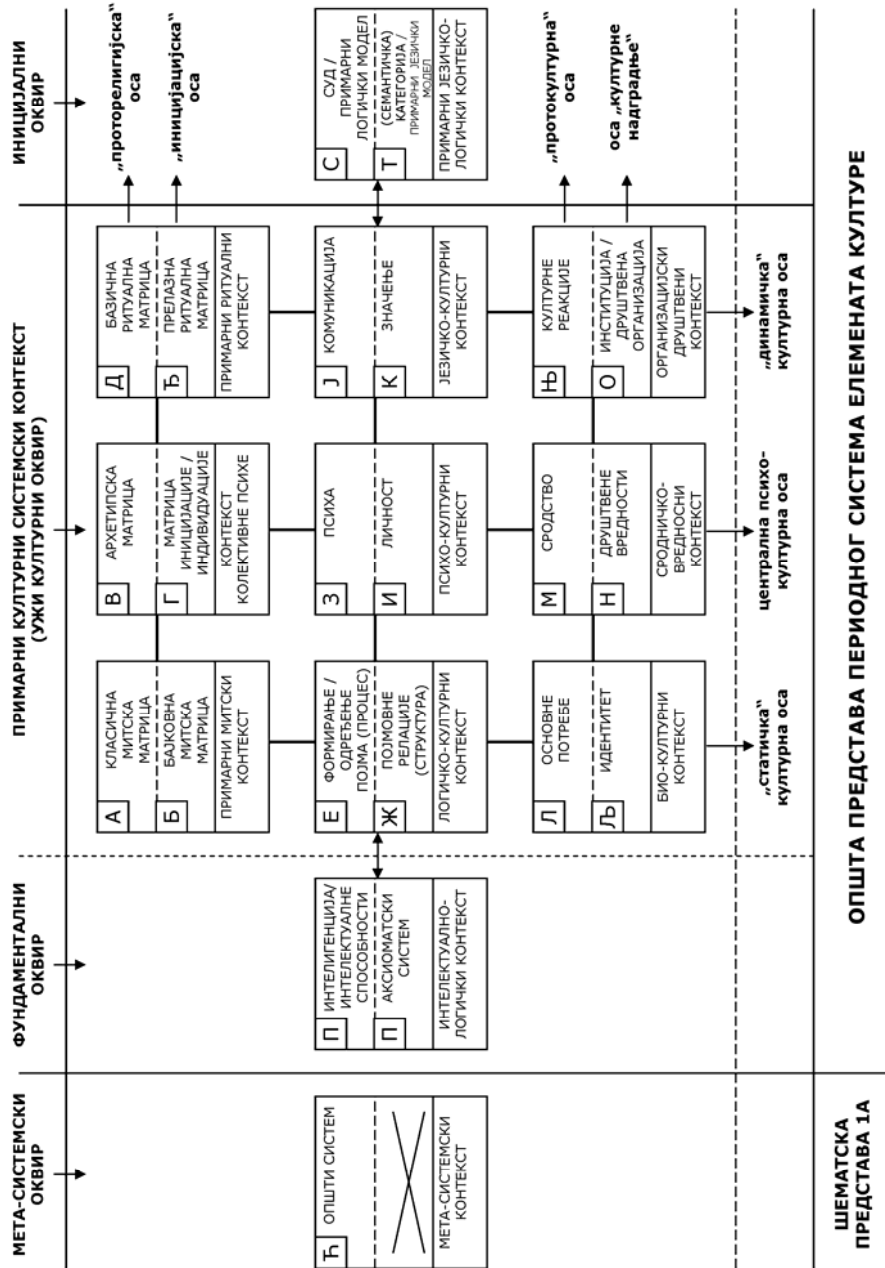 МЕТА-СИСТЕМСКИ
ОКВИР
ФУНДАМЕНТАЛНИ
ОКВИР
ПРИМАРНИ КУЛТУРНИ СИСТЕМСКИ КОНТЕКСТ
(УЖИ КУЛТУРНИ ОКВИР)
ИНИЦИЈАЛНИ
ОКВИР
А
КЛАСИЧНА
МИТСКА
МАТРИЦА
Б
БАЈКОВНА
МИТСКА
МАТРИЦА
ПРИМАРНИ МИТСКИ
КОНТЕКСТ
В
АРХЕТИПСКА
МАТРИЦА
Г
МАТРИЦА
ИНИЦИЈАЦИЈЕ /
ИНДИВИДУАЦИЈЕ
КОНТЕКСТ
КОЛЕКТИВНЕ ПСИХЕ
Д
БАЗИЧНА
РИТУАЛНА
МАТРИЦА
Ђ
ПРЕЛАЗНА
РИТУАЛНА
МАТРИЦА
ПРИМАРНИ РИТУАЛНИ
КОНТЕКСТ
„проторелигијска“
оса
„иницијацијска“
оса
Ћ
ОПШТИ СИСТЕМ
МЕТА-СИСТЕМСКИ
КОНТЕКСТ
П
ИНТЕЛИГЕНЦИЈА/
ИНТЕЛЕКТУАЛНЕ
СПОСОБНОСТИ
П
АКСИОМАТСКИ
СИСТЕМ
ИНТЕЛЕКТУАЛНО-
ЛОГИЧКИ КОНТЕКСТ
Е
ФОРМИРАЊЕ /
ОДРЕЂЕЊЕ
ПОЈМА (ПРОЦЕС)
Ж
ПОЈМОВНЕ
РЕЛАЦИЈЕ
(СТРУКТУРА)
ЛОГИЧКО-КУЛТУРНИ
КОНТЕКСТ
З
ПСИХА
И
ЛИЧНОСТ
ПСИХО-КУЛТУРНИ
КОНТЕКСТ
Ј
КОМУНИКАЦИЈА
К
ЗНАЧЕЊЕ
ЈЕЗИЧКО-КУЛТУРНИ
КОНТЕКСТ
С
СУД /
ПРИМАРНИ
ЛОГИЧКИ МОДЕЛ
Т
(СЕМАНТИЧКА)
КАТЕГОРИЈА /
ПРИМАРНИ ЈЕЗИЧКИ
МОДЕЛ
ПРИМАРНИ ЈЕЗИЧКО-
ЛОГИЧКИ КОНТЕКСТ
Л
ОСНОВНЕ
ПОТРЕБЕ
Љ
ИДЕНТИТЕТ
БИО-КУЛТУРНИ
КОНТЕКСТ
М
СРОДСТВО
Н
ДРУШТВЕНЕ
ВРЕДНОСТИ
СРОДНИЧКО-
ВРЕДНОСНИ
КОНТЕКСТ
Њ
КУЛТУРНЕ
РЕАКЦИЈЕ
О
ИНСТИТУЦИЈА /
ДРУШТВЕНА
ОРГАНИЗАЦИЈА
ОРГАНИЗАЦИЈСКИ
ДРУШТВЕНИ
КОНТЕКСТ
„протокултурна“
оса
оса „културне
надградње“
„статичка“
културна оса
централна психо-
културна оса
„динамичка“
културна оса
ШЕМАТСКА
ПРЕДСТАВА 1А
ОПШТА ПРЕДСТАВА ПЕРИОДНОГ СИСТЕМА ЕЛЕМЕНАТА КУЛТУРЕ